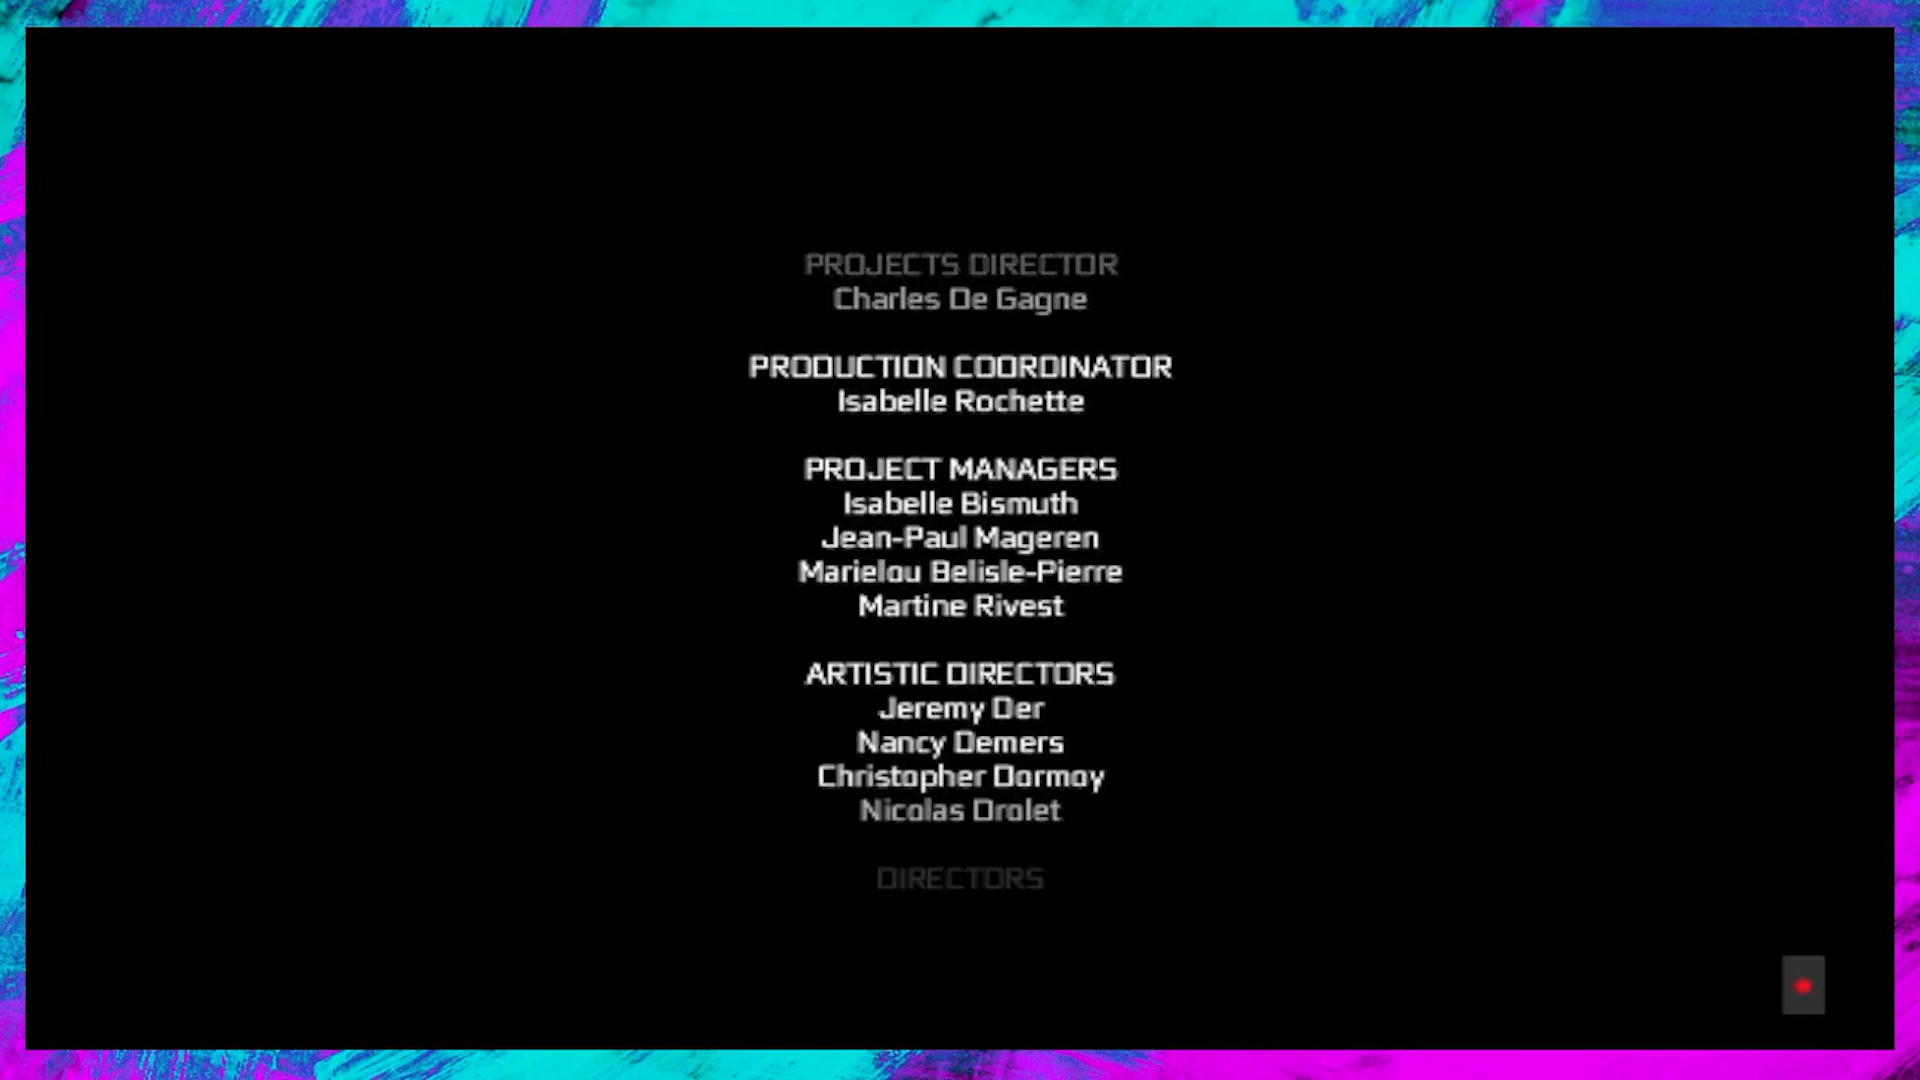 PROJECTS DIRECTOR
Charles De Gagne
PRODUCTION COORDINATOR
Isabelle Rochette
PROJECT MANAGERS
Isabelle Bismuth
Jean-Paul Mageren
Marielou Belisle-Pierre
Martine Rivest
ARTISTIC DIRECTORS
Jeremy Der
Nancy Demers
Christopher Dormoy
Nicolas Drolet
DIRECTORS